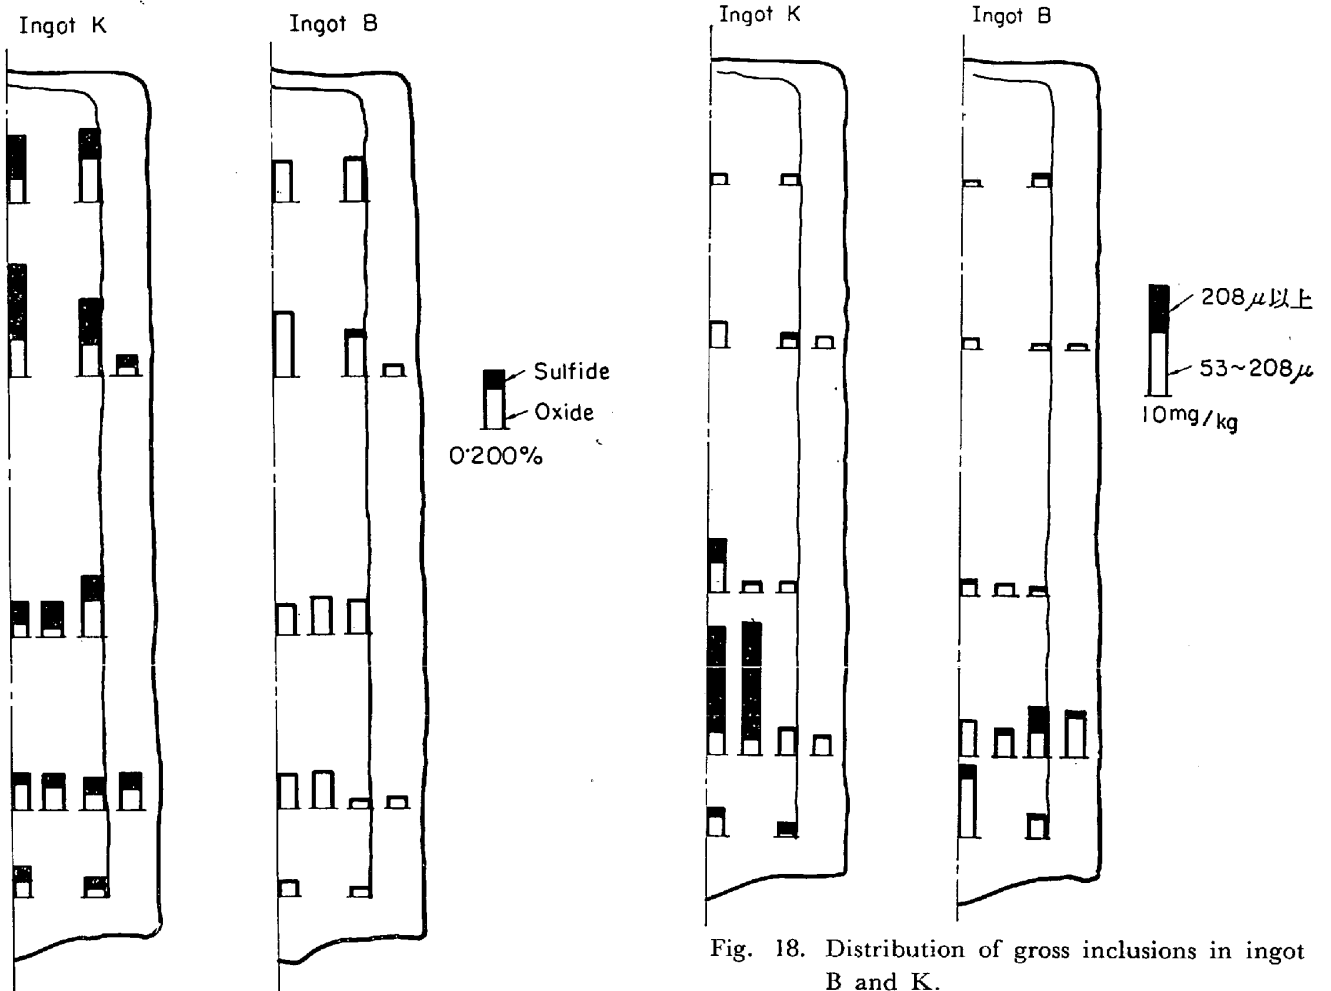 Ingot K
Ingot B
Sulfide
Oxide
0.200%
Ingot K
Ingot B
208μ以上
53~208μ
10mg/kg
Fig. 18. Distribution of gross inclusions in ingot
B and K.